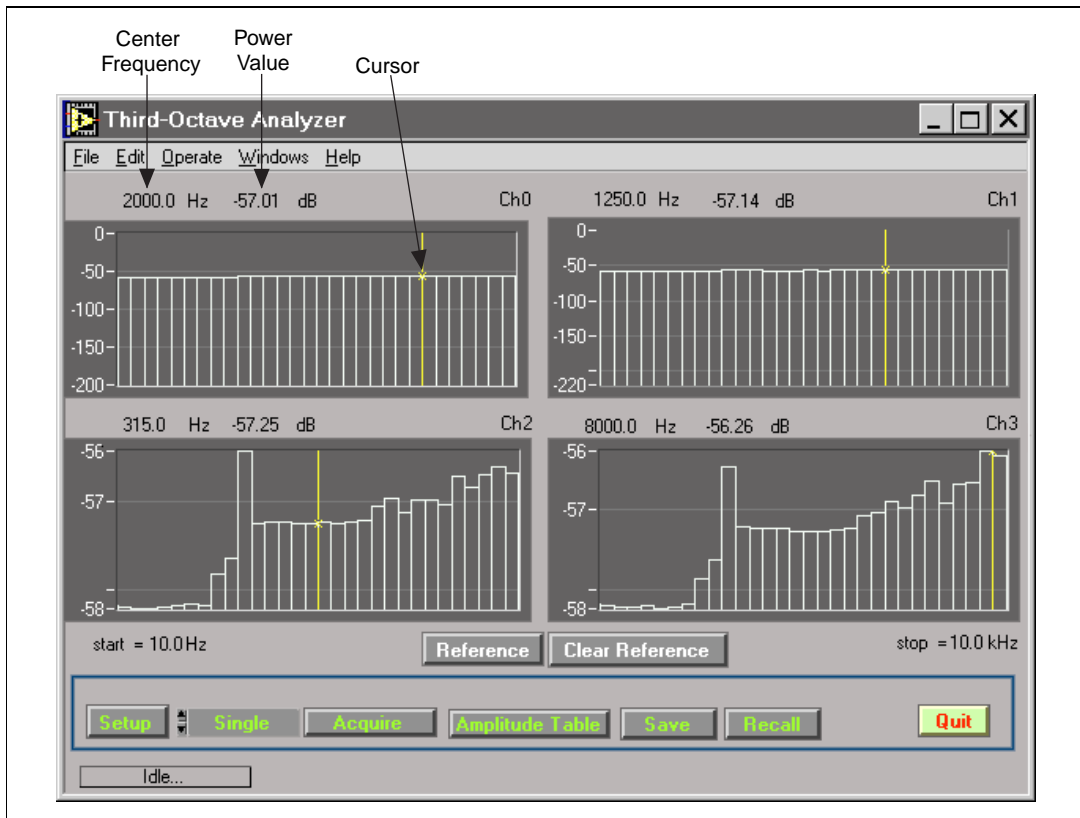 Center Frequency
Power Value
Cursor
Third-Octave Analyzer
File Edit Operate Windows Help
2000.0 Hz -57.01 dB Ch0
1250.0 Hz -57.14 dB Ch1
0-
-50-
-100-
-150-
-200-
0-
-50-
-100-
-150-
-220-
315.0 Hz -57.25 dB Ch2
8000.0 Hz -56.26 dB Ch3
-56-
-57-
-58-
-56-
-57-
-58-
start = 10.0Hz
Reference
Clear Reference
stop = 10.0 kHz
Setup
Single
Acquire
Amplitude Table
Save
Recall
Quit
Idle...